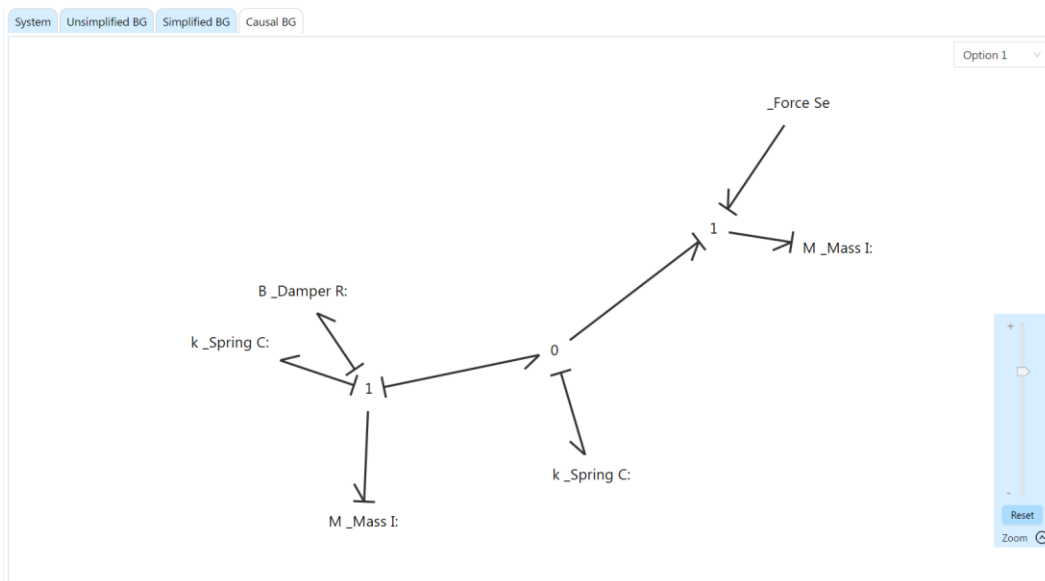 System Unsimplified BG Simplified BG Causal BG
Option 1
_Force Se
1
M _Mass I:
B _Damper R:
k _Spring C:
0
1
k _Spring C:
M _Mass I:
+
-
Reset
Zoom